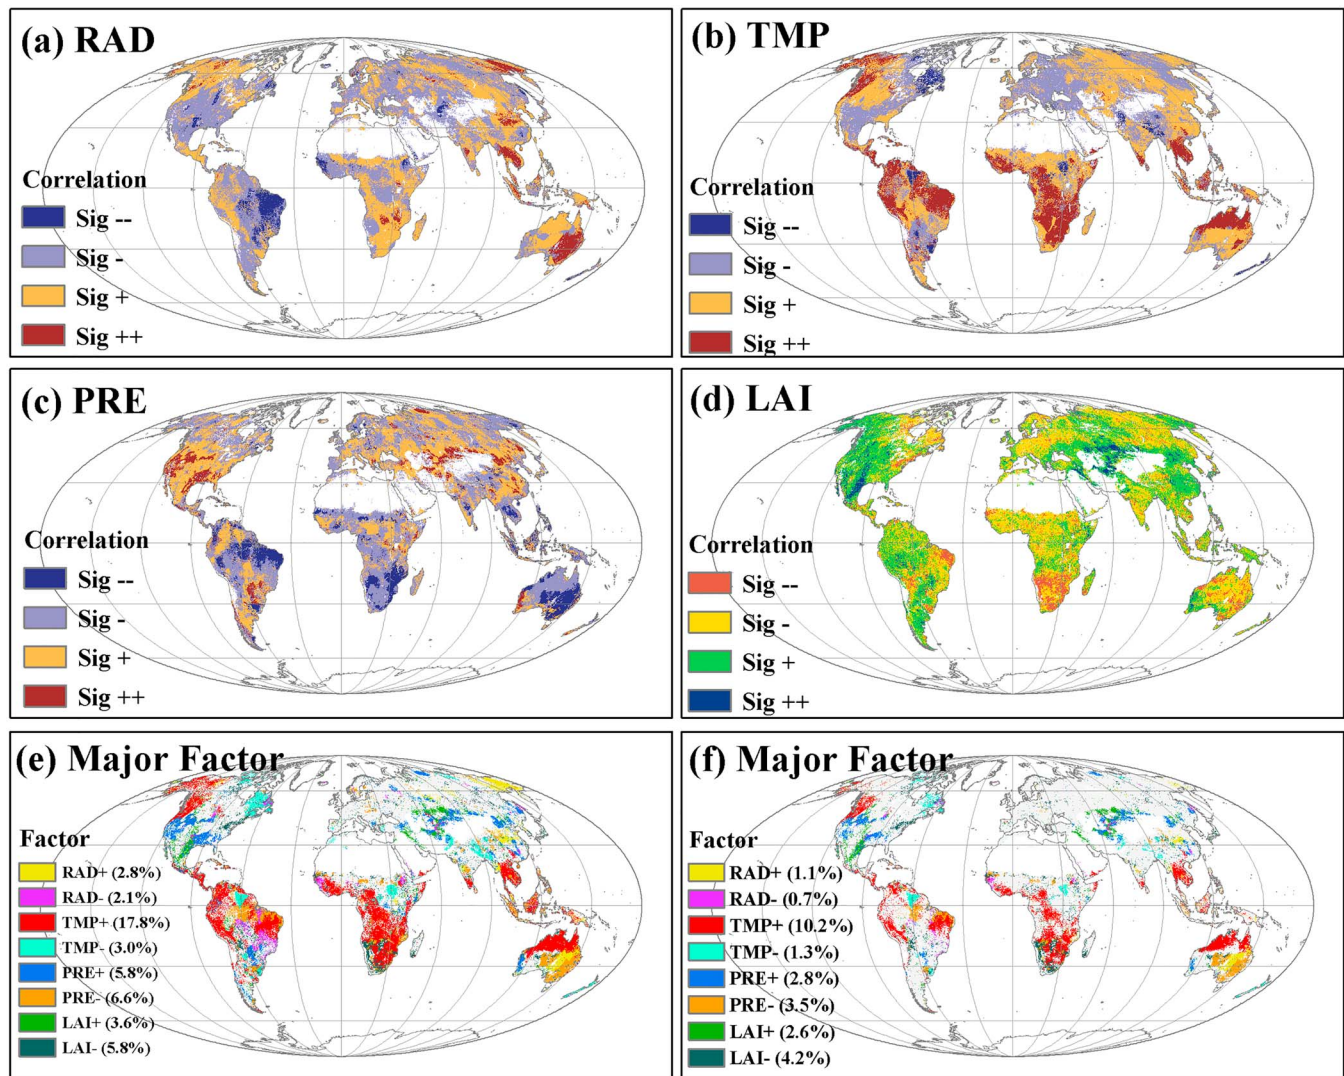 (a) RAD
Correlation
Sig --
Sig -
Sig +
Sig ++
(b) TMP
Correlation
Sig --
Sig -
Sig +
Sig ++
(c) PRE
Correlation
Sig --
Sig -
Sig +
Sig ++
(d) LAI
Correlation
Sig --
Sig -
Sig +
Sig ++
(e) Major Factor
Factor
RAD+ (2.8%)
RAD- (2.1%)
TMP+ (17.8%)
TMP- (3.0%)
PRE+ (5.8%)
PRE- (6.6%)
LAI+ (3.6%)
LAI- (5.8%)
(f) Major Factor
Factor
RAD+ (1.1%)
RAD- (0.7%)
TMP+ (10.2%)
TMP- (1.3%)
PRE+ (2.8%)
PRE- (3.5%)
LAI+ (2.6%)
LAI- (4.2%)